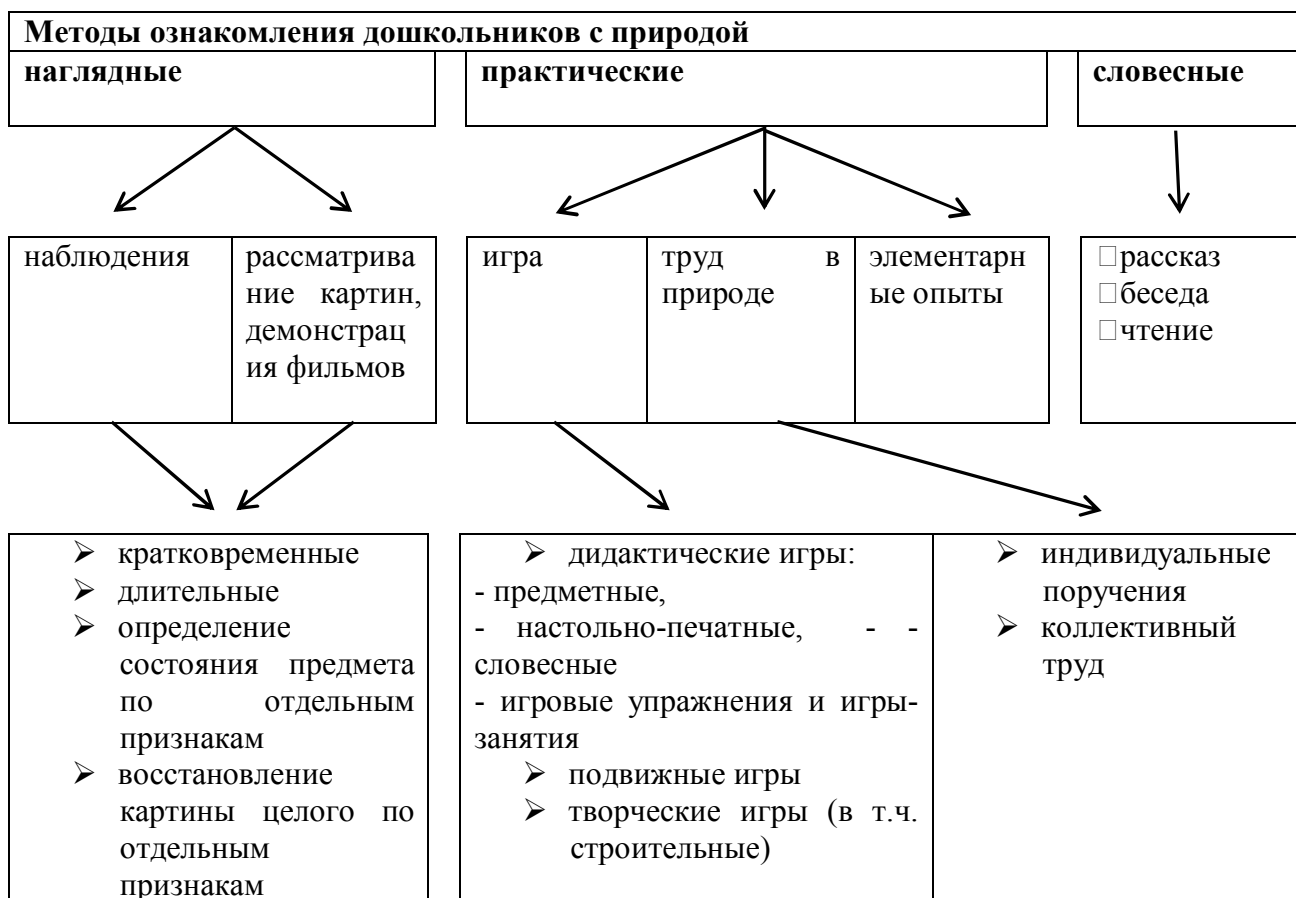 Методы ознакомления дошкольников с природой
наглядные
практические
словесные
наблюдения
рассматрива
ние картин,
демонстрац
ия фильмов
игра
труд в
природе
элементарн
ые опыты
рассказ
беседа
чтение
кратковременные
длительные
определение
состояния предмета
по отдельным
признакам
восстановление
картины целого по
отдельным
признакам
дидактические игры:
- предметные,
- настольно-печатные, - -
словесные
- игровые упражнения и игры-
занятия
подвижные игры
творческие игры (в т.ч.
строительные)
индивидуальные
поручения
коллективный
труд